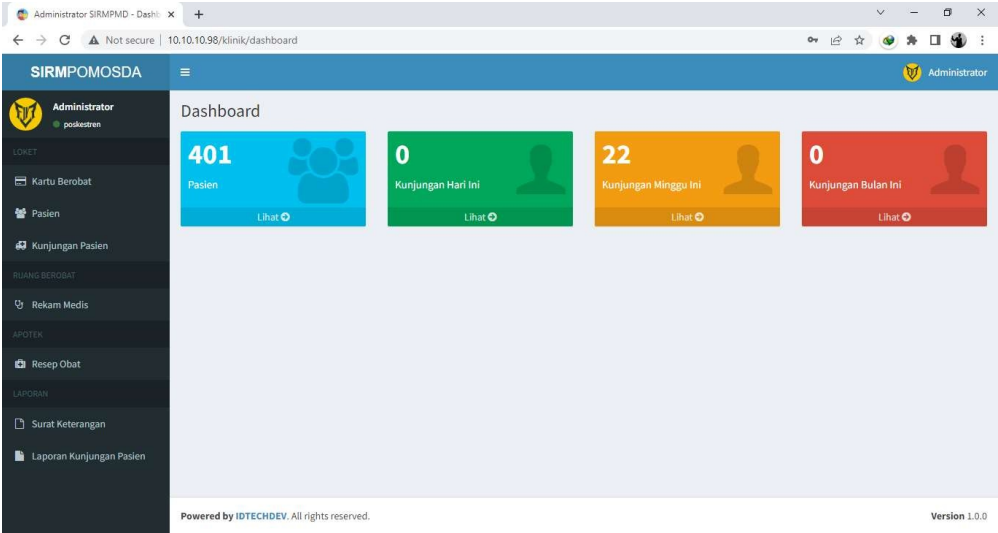 Administrator SIRMPMD - Dashb
Not secure
10.10.10.98/klinik/dashboard
SIRMPOMOSDA
Administrator
Administrator
poskestren
LOKET
Kartu Berobat
Pasien
Kunjungan Pasien
RUANG BEROBAT
Rekam Medis
APOTEK
Resep Obat
LAPORAN
Surat Keterangan
Laporan Kunjungan Pasien
Dashboard
401
Pasien
Lihat
0
Kunjungan Hari Ini
Lihat
22
Kunjungan Minggu Ini
Lihat
0
Kunjungan Bulan Ini
Lihat
Powered by IDTECHDEV. All rights reserved.
Version 1.0.0